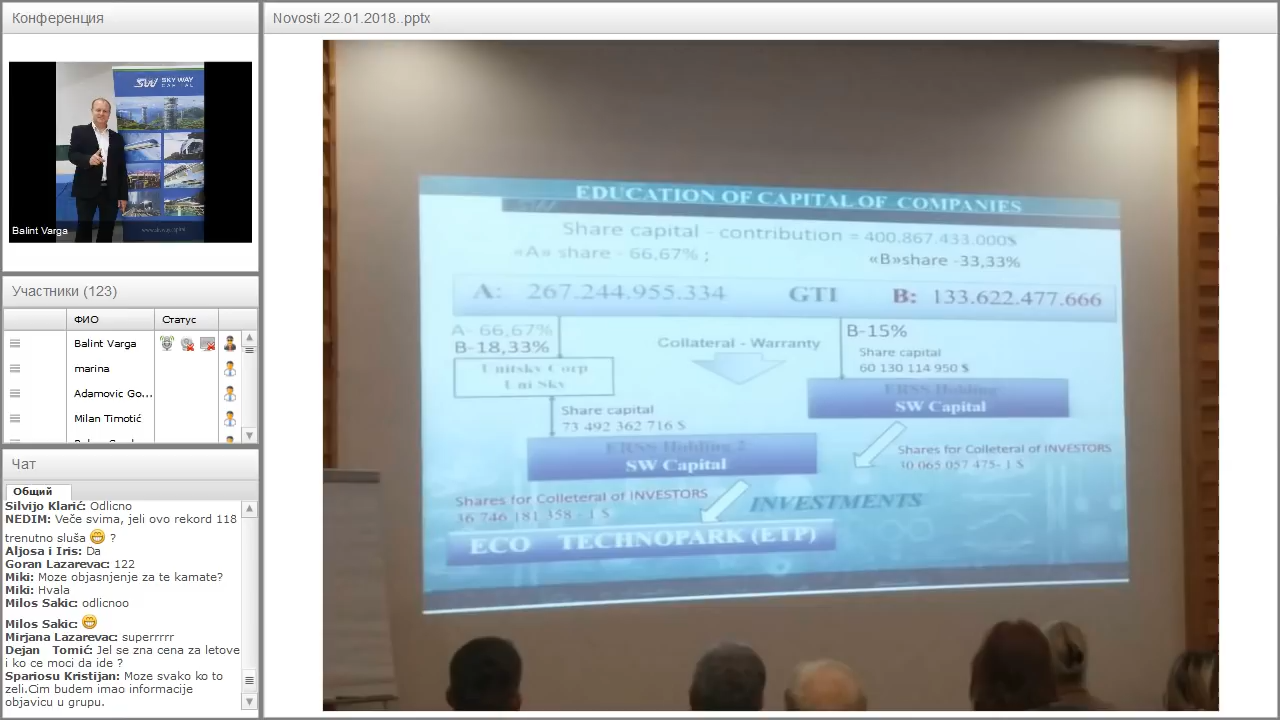 Конференция
SW SKY WAY
CAPITAL
Balint Varga
Участники (123)
ФИО Статус
Balint Varga
marina
Adamovic Go...
Milan Timotić
Чат
Общий
Silvijo Klarić: Odlicno
NEDIM: Veče svima, jeli ovo rekord 118
trenutno sluša ?
Aljosa i Iris: Da
Goran Lazarevac: 122
Miki: Moze objasnjenje za te kamate?
Miki: Hvala
Milos Sakic: odlicnoo
Milos Sakic:
Mirjana Lazarevac: superrrrr
Dejan Tomić: Jel se zna cena za letove
i ko ce moci da ide ?
Spariosu Kristijan: Moze svako ko to
zeli.Cim budem imao informacije
objavicu u grupu.
Novosti 22.01.2018..pptx
EDUCATION OF CAPITAL OF COMPANIES
Share capital - contribution = 400.867.433.000$
«A» share - 66,67% ; «B»share -33,33%
A: 267.244.955.334 GTI B: 133.622.477.666
A- 66,67%
B-18,33%
Collateral - Warranty
B-15%
Share capital
60 130 114 950 $
Unitsky Corp
Uni Sky
ERSS Holding
SW Capital
Share capital
73 492 362 716 $
ERSS Holding 2
SW Capital
Shares for Colleteral of INVESTORS
30 065 057 475- 1 $
Shares for Colleteral of INVESTORS
36 746 181 358 - 1 $
INVESTMENTS
ECO TECHNOPARK (ETP)